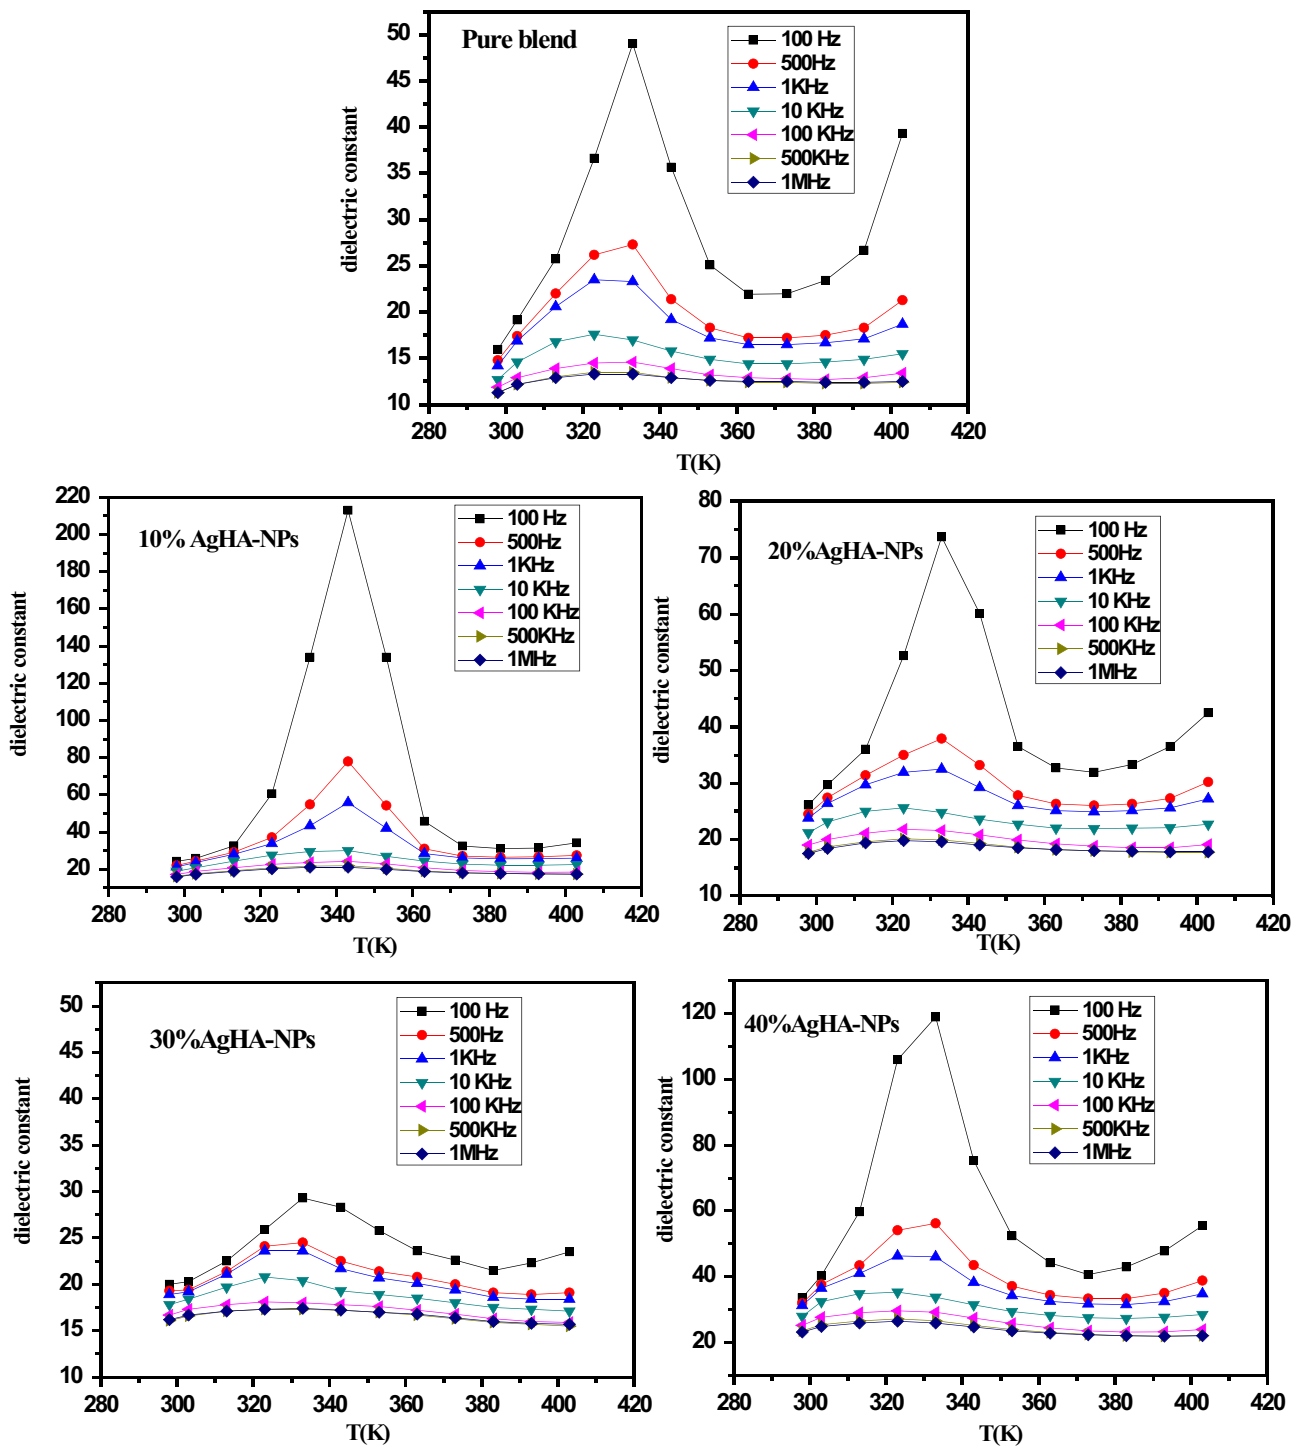 Pure blend
100 Hz
500Hz
1KHz
10 KHz
100 KHz
500KHz
1MHz
50
45
40
35
30
25
20
15
10
dielectric constant
280 300 320 340 360 380 400 420
T(K)
10% AgHA-NPs
100 Hz
500Hz
1KHz
10 KHz
100 KHz
500KHz
1MHz
220
200
180
160
140
120
100
80
60
40
20
dielectric constant
280 300 320 340 360 380 400 420
T(K)
20%AgHA-NPs
100 Hz
500Hz
1KHz
10 KHz
100 KHz
500KHz
1MHz
80
70
60
50
40
30
20
10
dielectric constant
280 300 320 340 360 380 400 420
T(K)
30%AgHA-NPs
100 Hz
500Hz
1KHz
10 KHz
100 KHz
500KHz
1MHz
50
45
40
35
30
25
20
15
10
dielectric constant
280 300 320 340 360 380 400 420
T(K)
40%AgHA-NPs
100 Hz
500Hz
1KHz
10 KHz
100 KHz
500KHz
1MHz
120
100
80
60
40
20
dielectric constant
280 300 320 340 360 380 400 420
T(K)